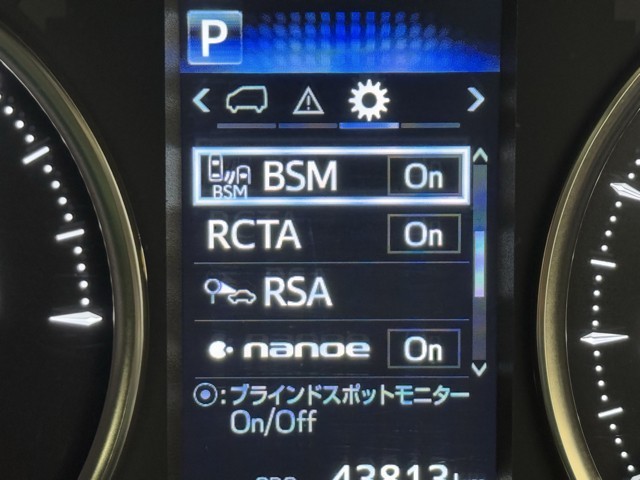 P
BSM BSM On
RCTA On
RSA
nanoe On
:ブラインドスポットモニター
On/Off
43813